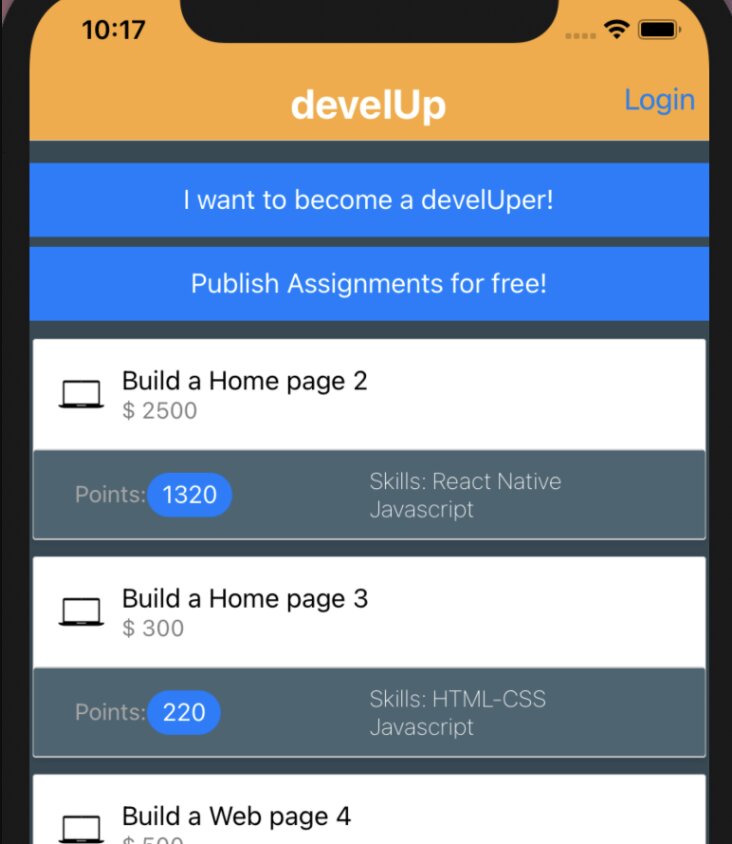 10:17
develUp
Login
I want to become a develUper!
Publish Assignments for free!
Build a Home page 2
$ 2500
Points: 1320
Skills: React Native
Javascript
Build a Home page 3
$ 300
Points: 220
Skills: HTML-CSS
Javascript
Build a Web page 4
$ 500